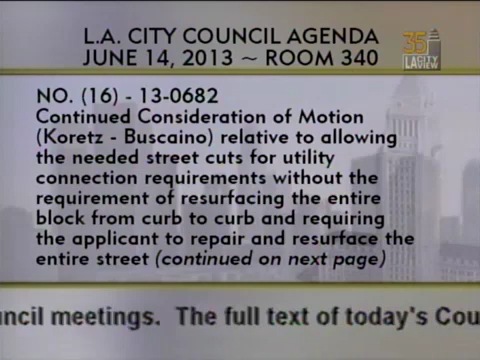 L.A. CITY COUNCIL AGENDA
JUNE 14, 2013 ~ ROOM 340
35
LA CITY VIEW
NO. (16) - 13-0682
Continued Consideration of Motion
(Koretz - Buscaino) relative to allowing
the needed street cuts for utility
connection requirements without the
requirement of resurfacing the entire
block from curb to curb and requiring
the applicant to repair and resurface the
entire street (continued on next page)
uncil meetings.  The full text of today's Cou